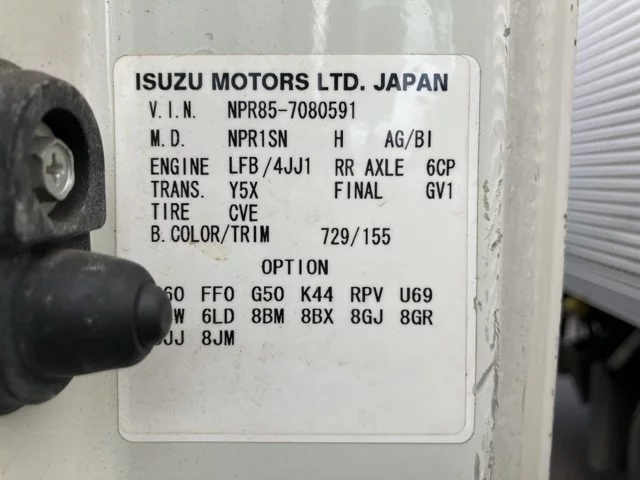 ISUZU MOTORS LTD. JAPAN
V.I.N. NPR85-7080591
M.D. NPR1SN H AG/BI
ENGINE LFB/4JJ1 RR AXLE 6CP
TRANS. Y5X FINAL GV1
TIRE CVE
B.COLOR/TRIM 729/155
OPTION
FF0 G50 K44 RPV U69
6LD 8BM 8BX 8GJ 8GR
8JM